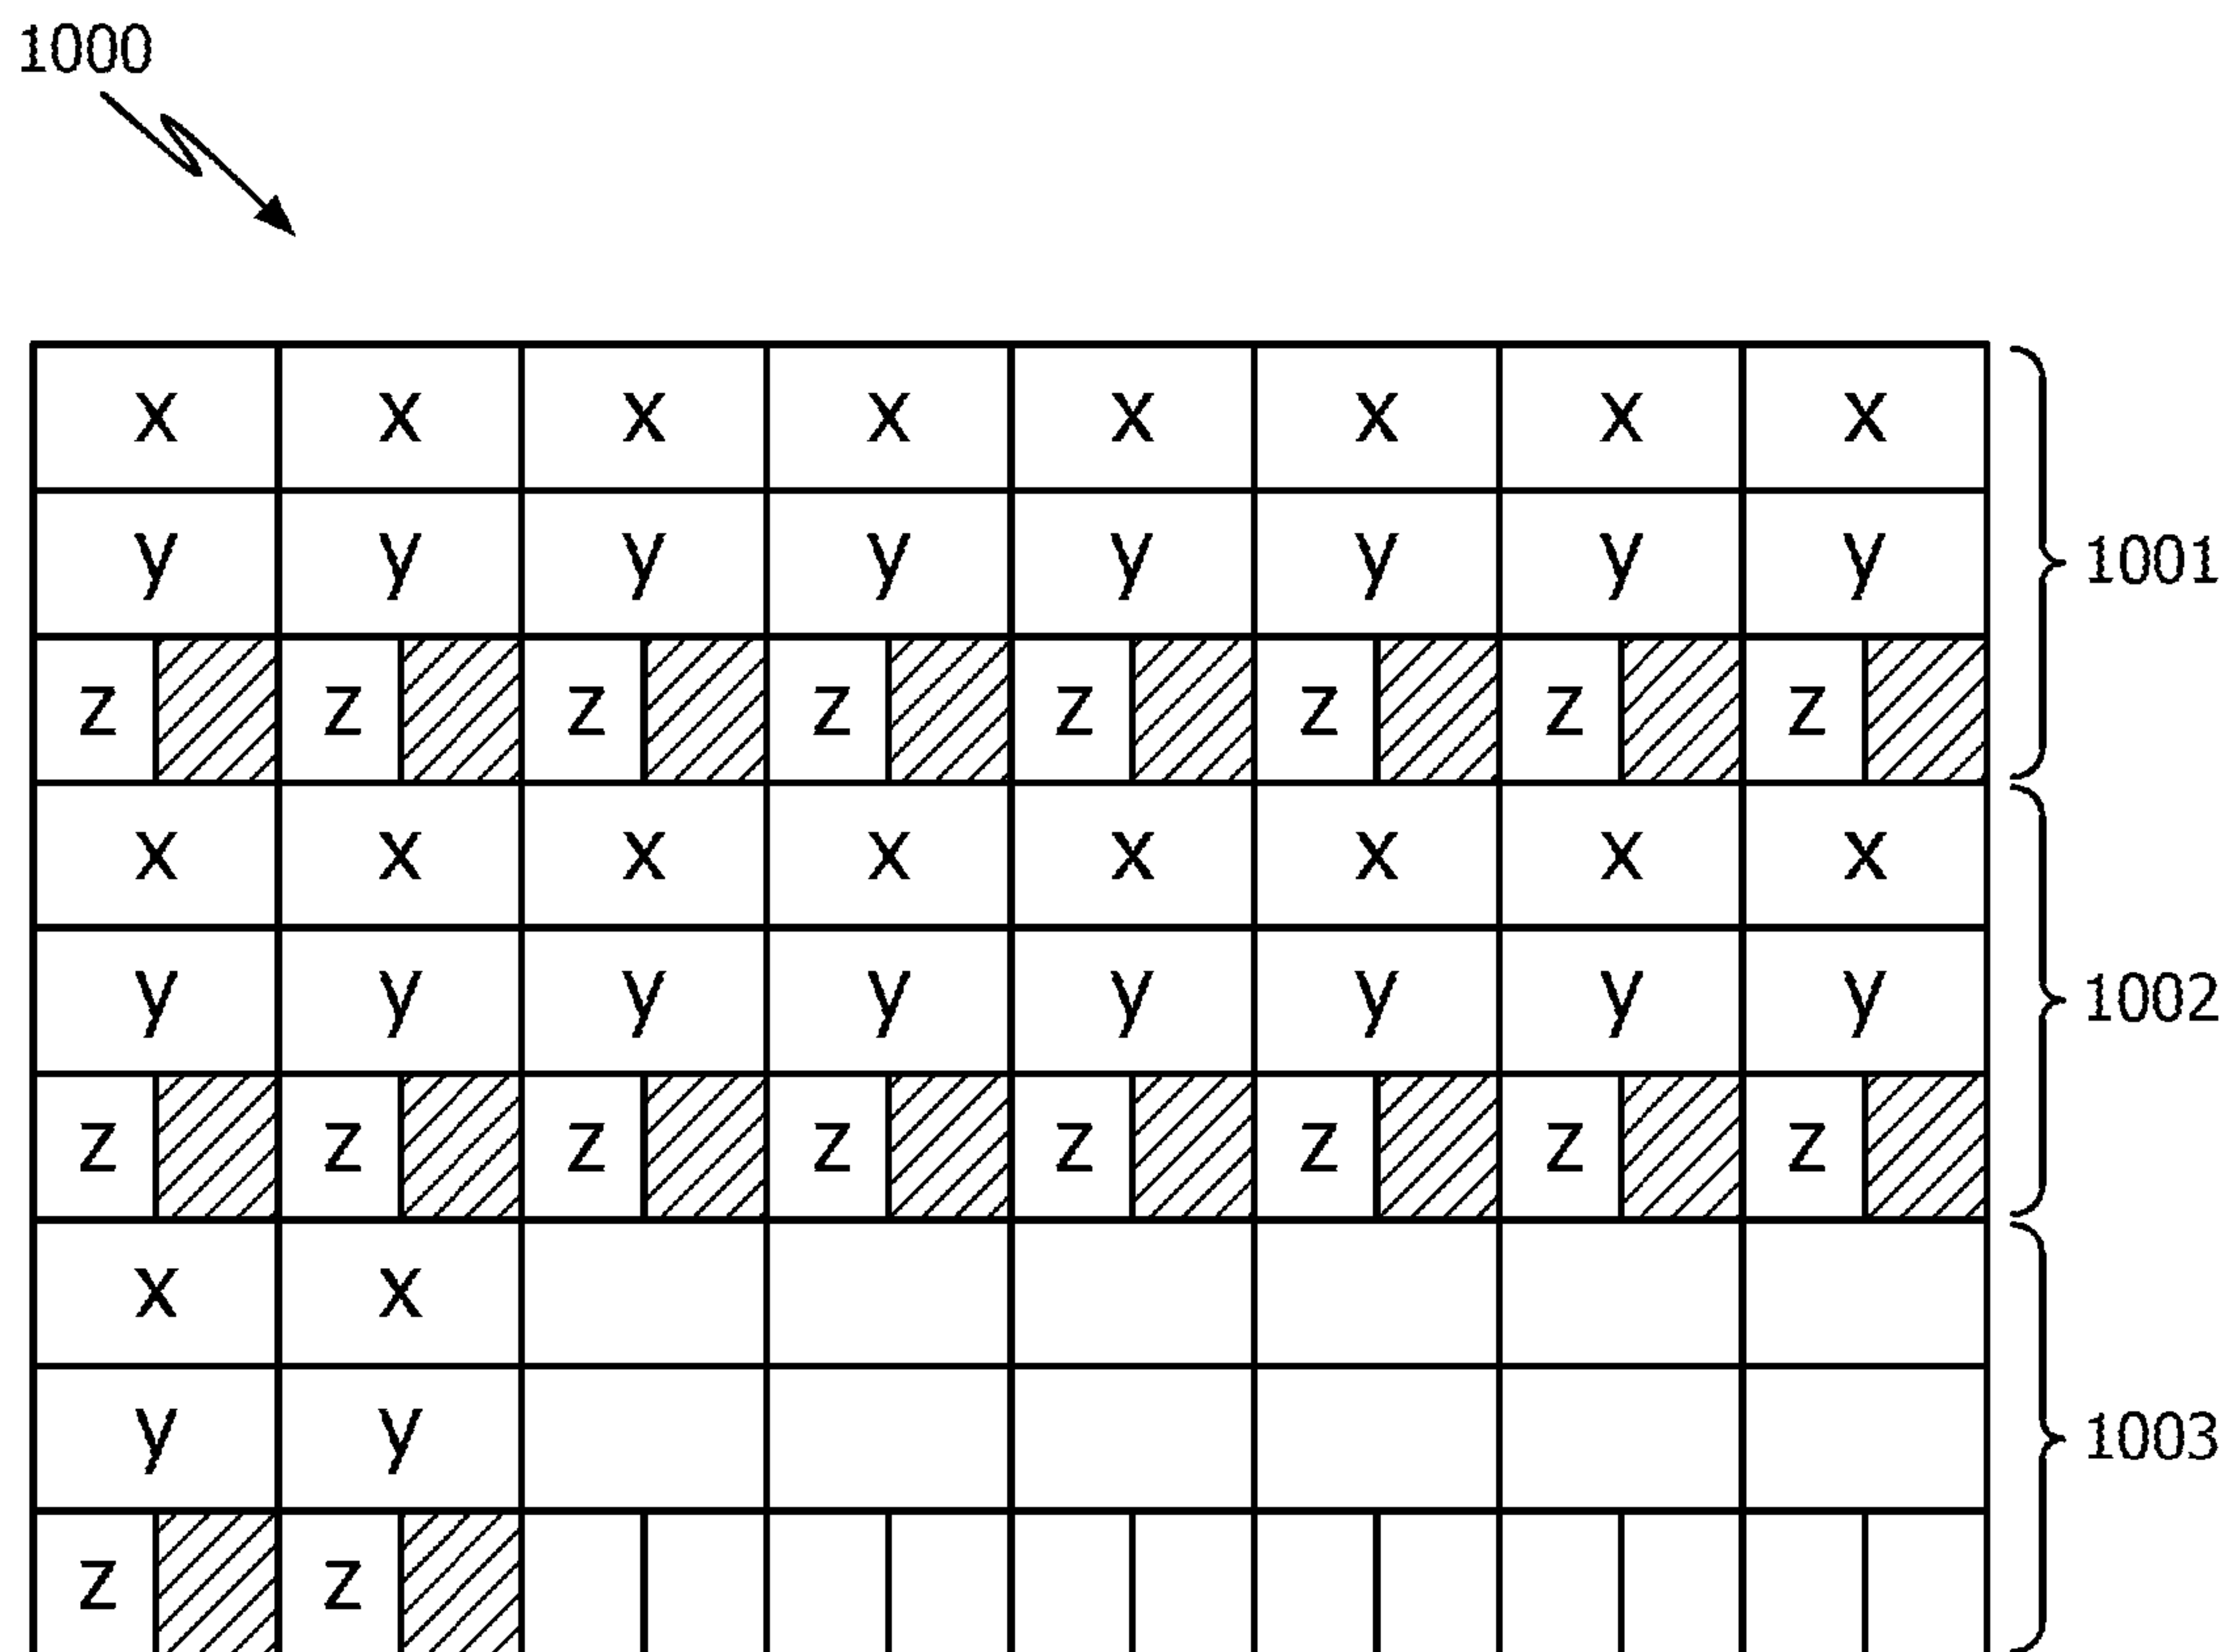 1000
x x x x x x x x
y y y y y y y y
1001
z z z z z z z z
x x x x x x x x
y y y y y y y y
1002
z z z z z z z z
x x
y y
1003
z z